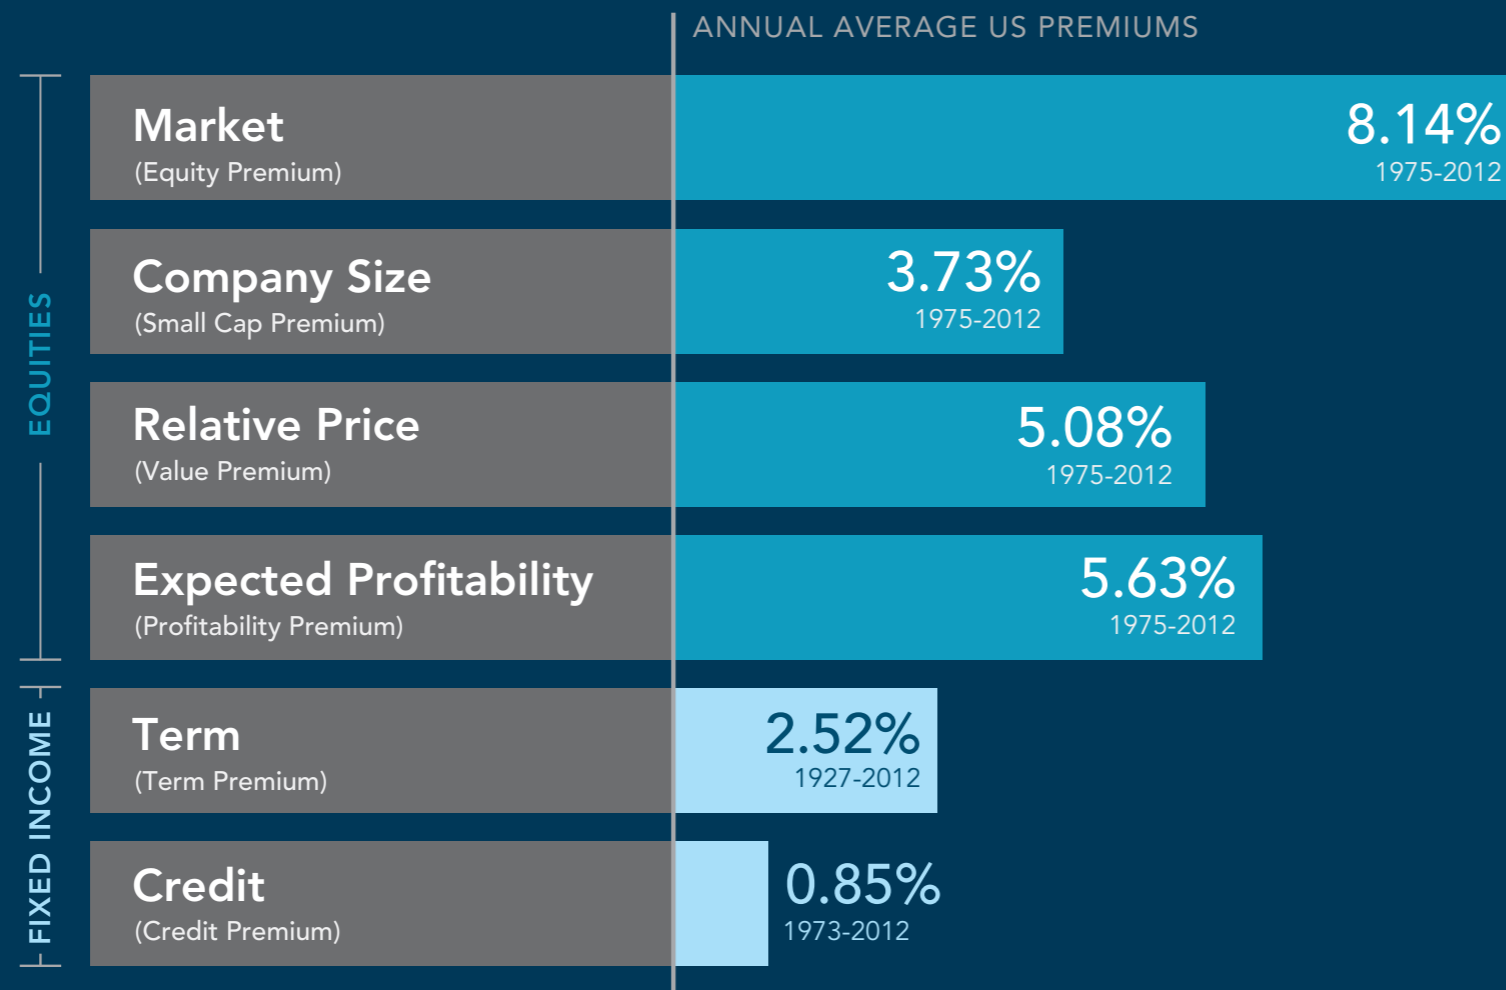 ANNUAL AVERAGE US PREMIUMS
EQUITIES
Market
(Equity Premium)
8.14%
1975-2012
Company Size
(Small Cap Premium)
3.73%
1975-2012
Relative Price
(Value Premium)
5.08%
1975-2012
Expected Profitability
(Profitability Premium)
5.63%
1975-2012
FIXED INCOME
Term
(Term Premium)
2.52%
1927-2012
Credit
(Credit Premium)
0.85%
1973-2012